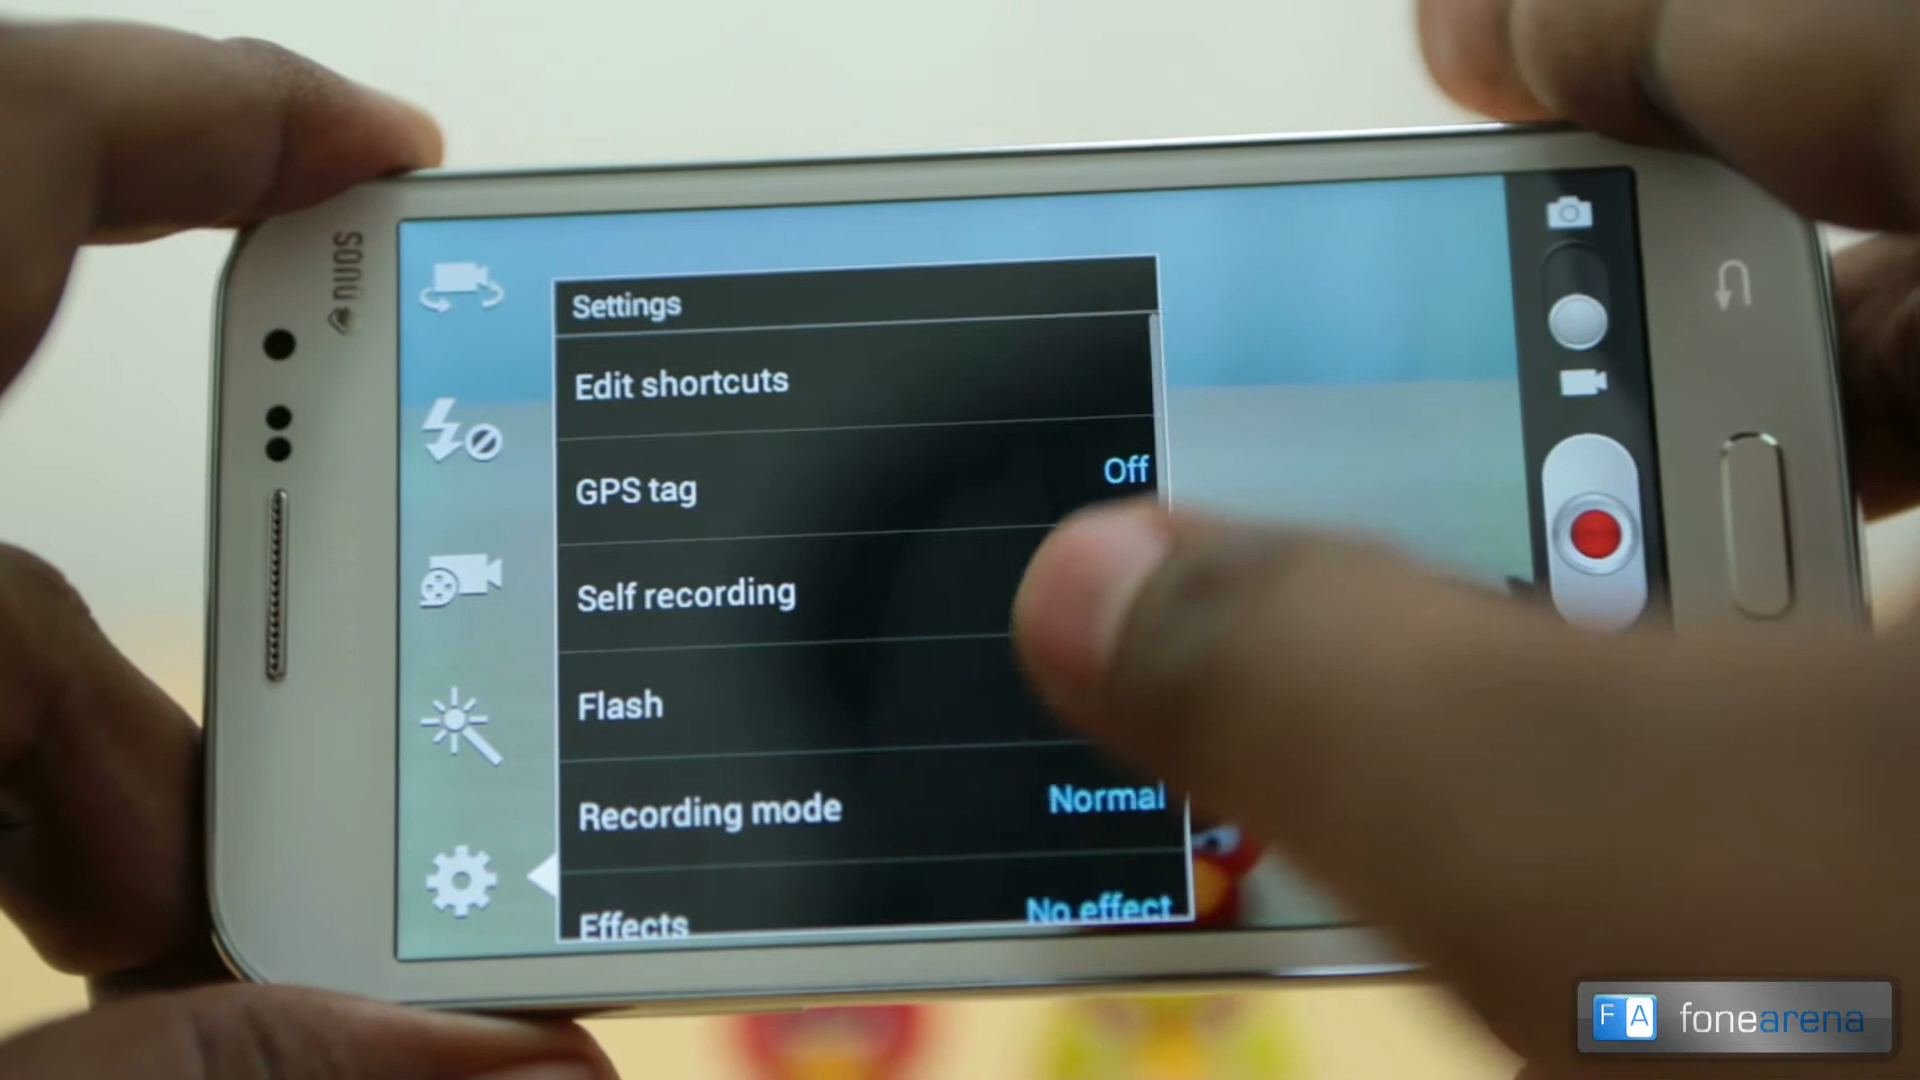 DUOS
Settings
Edit shortcuts
GPS tag Off
Self recording
Flash
Recording mode Normal
Effects No effect
FA fonearena